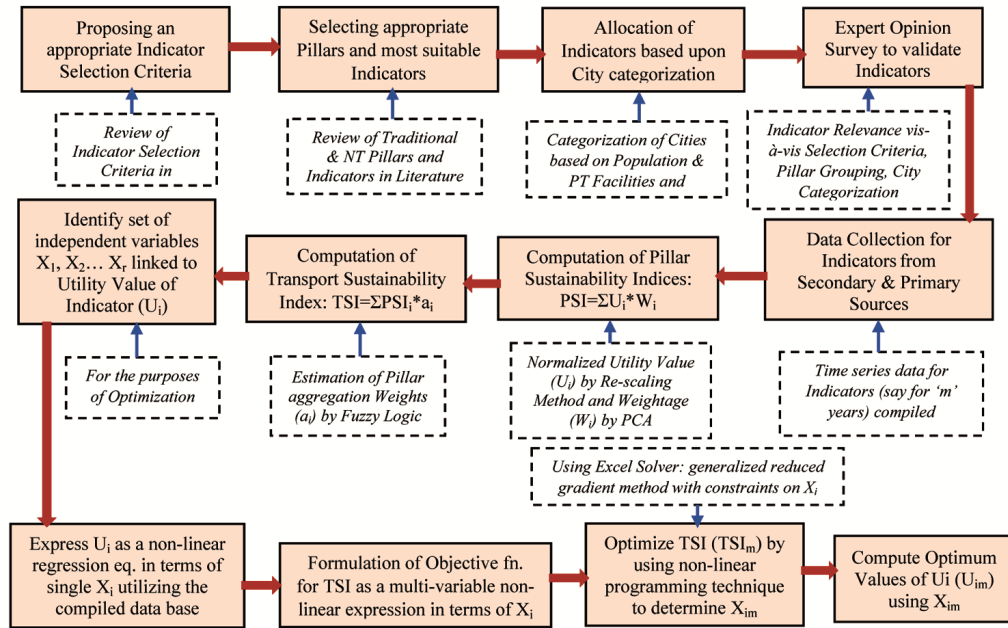 Proposing an
appropriate Indicator
Selection Criteria
Selecting appropriate
Pillars and most suitable
Indicators
Allocation of
Indicators based upon
City categorization
Expert Opinion
Survey to validate
Indicators
Review of
Indicator Selection
Criteria in
Review of Traditional
& NT Pillars and
Indicators in Literature
Categorization of Cities
based on Population &
PT Facilities and
Indicator Relevance vis-
à-vis Selection Criteria,
Pillar Grouping, City
Categorization
Identify set of
independent variables
X₁, X₂… Xᵣ linked to
Utility Value of
Indicator (Uᵢ)
Computation of
Transport Sustainability
Index: TSI=ΣPSIᵢ*aᵢ
Computation of Pillar
Sustainability Indices:
PSI=ΣUᵢ*Wᵢ
Data Collection for
Indicators from
Secondary & Primary
Sources
For the purposes
of Optimization
Estimation of Pillar
aggregation Weights
(aᵢ) by Fuzzy Logic
Normalized Utility Value
(Uᵢ) by Re-scaling
Method and Weightage
(Wᵢ) by PCA
Time series data for
Indicators (say for ‘m’
years) compiled
Using Excel Solver: generalized reduced
gradient method with constraints on Xᵢ
Express Uᵢ as a non-linear
regression eq. in terms of
single Xᵢ utilizing the
compiled data base
Formulation of Objective fn.
for TSI as a multi-variable non-
linear expression in terms of Xᵢ
Optimize TSI (TSIₘ) by
using non-linear
programming technique
to determine Xᵢₘ
Compute Optimum
Values of Ui (Uᵢₘ)
using Xᵢₘ